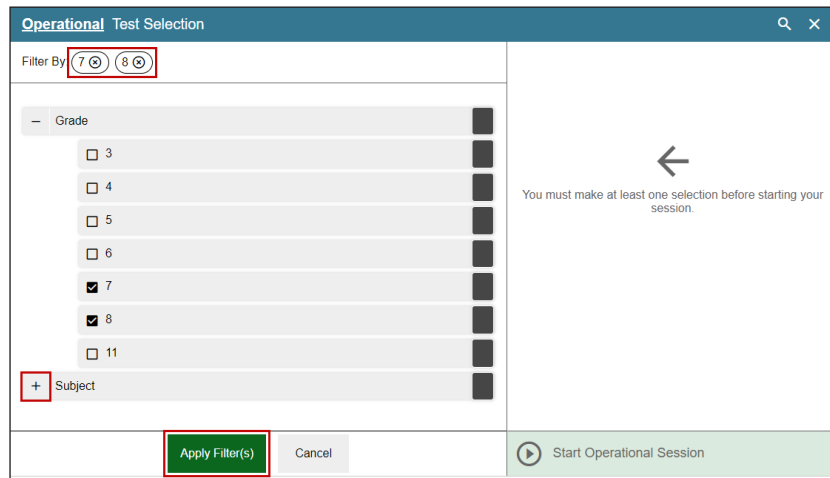 Operational Test Selection
Filter By: 7 8
Grade
3
4
5
6
7
8
11
Subject
Apply Filter(s) Cancel
You must make at least one selection before starting your
session.
Start Operational Session